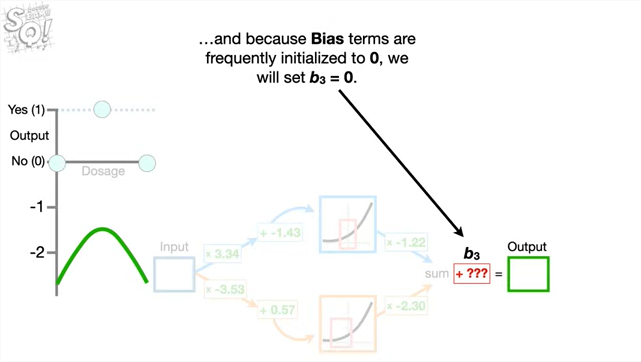 SQ!
...and because Bias terms are
frequently initialized to 0, we
will set b₃ = 0.
Yes (1)
Output
No (0)
Dosage
-1
-2
Input
x 3.34
+ -1.43
x -1.22
x -3.53
+ 0.57
x -2.30
sum
b₃
+ ???
=
Output